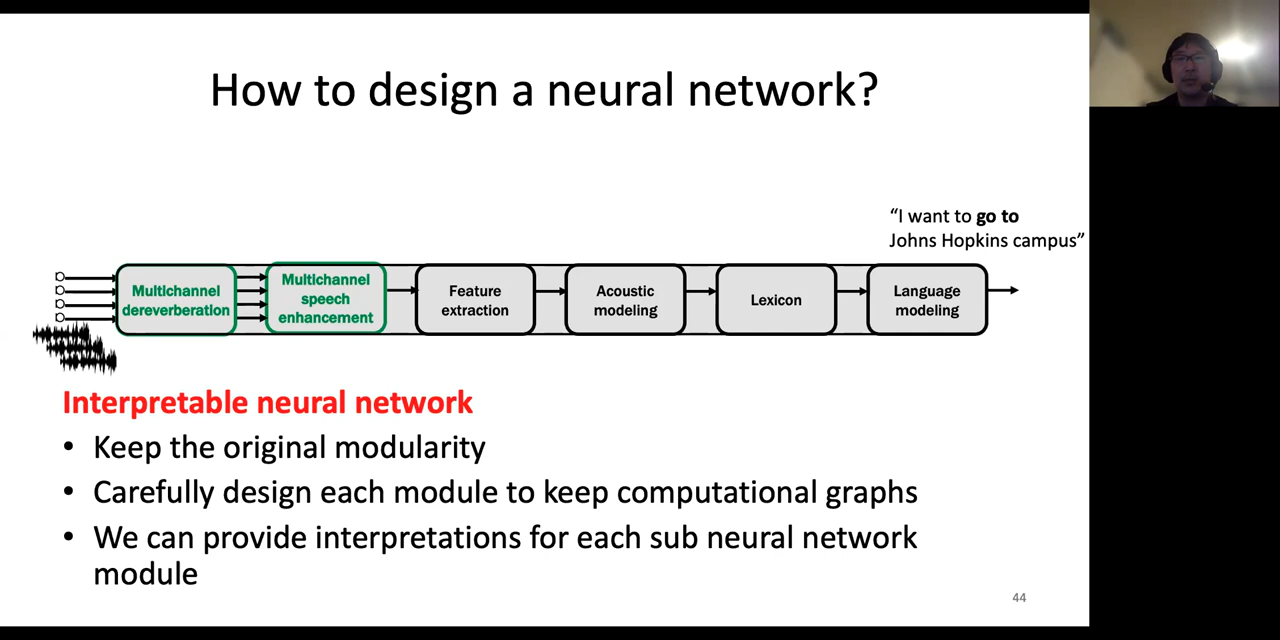 How to design a neural network?
“I want to go to
Johns Hopkins campus”
Multichannel
dereverberation
Multichannel
speech
enhancement
Feature
extraction
Acoustic
modeling
Lexicon
Language
modeling
Interpretable neural network
• Keep the original modularity
• Carefully design each module to keep computational graphs
• We can provide interpretations for each sub neural network
module
44